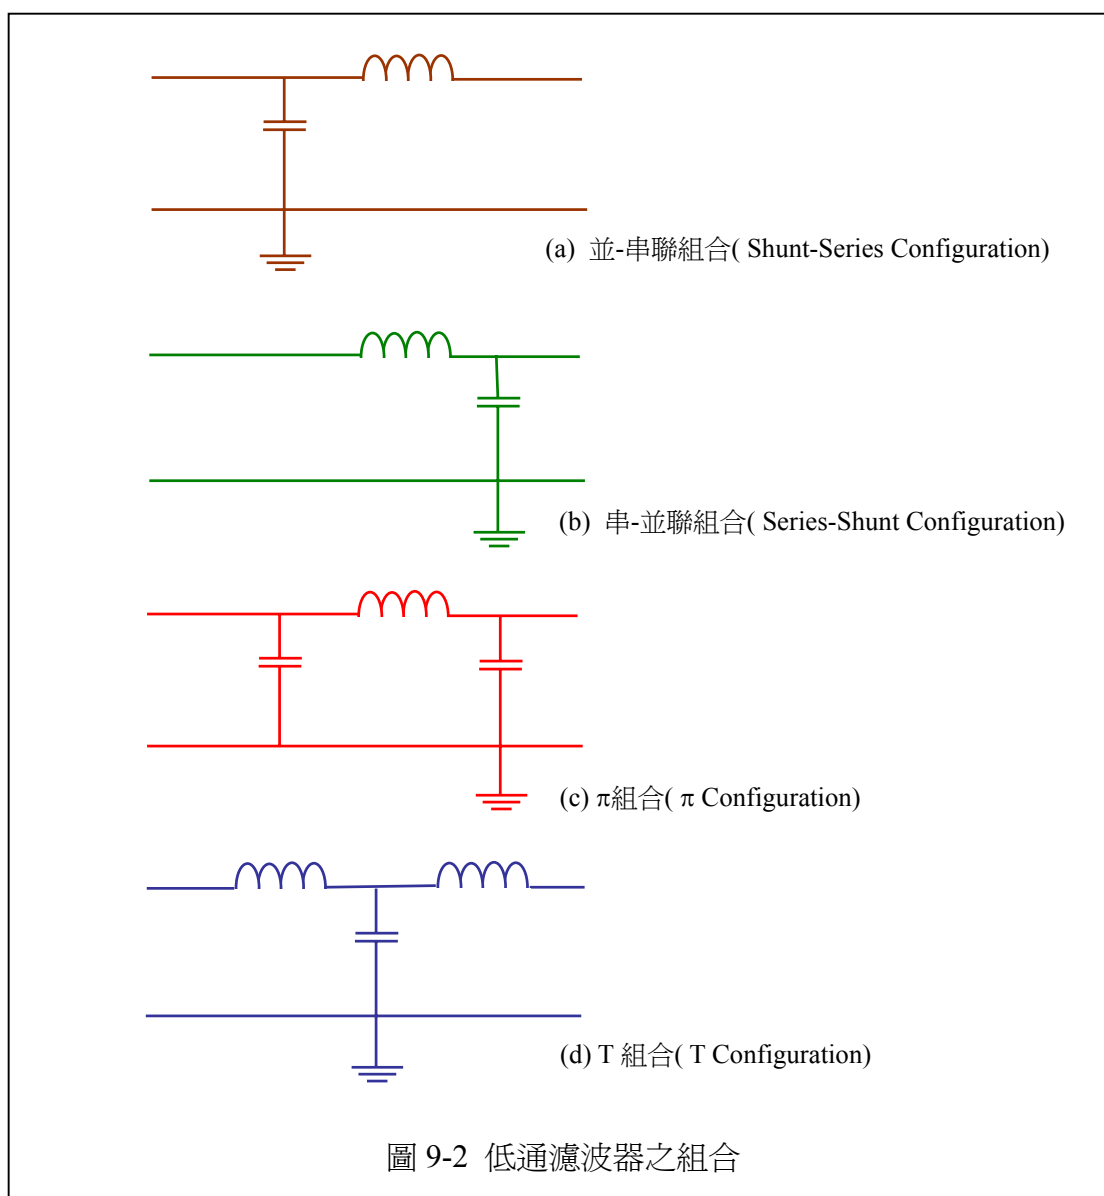 (a) 並-串聯組合( Shunt-Series Configuration)
(b) 串-並聯組合( Series-Shunt Configuration)
(c) π組合( π Configuration)
(d) T 組合( T Configuration)
圖 9-2 低通濾波器之組合